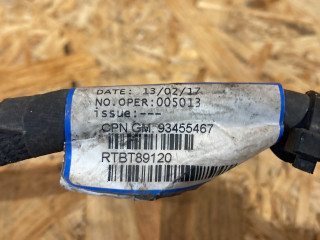 DATE: 13/02/17
NO.OPER:005013
issue:---
CPN GM 93455467
RTBT89120